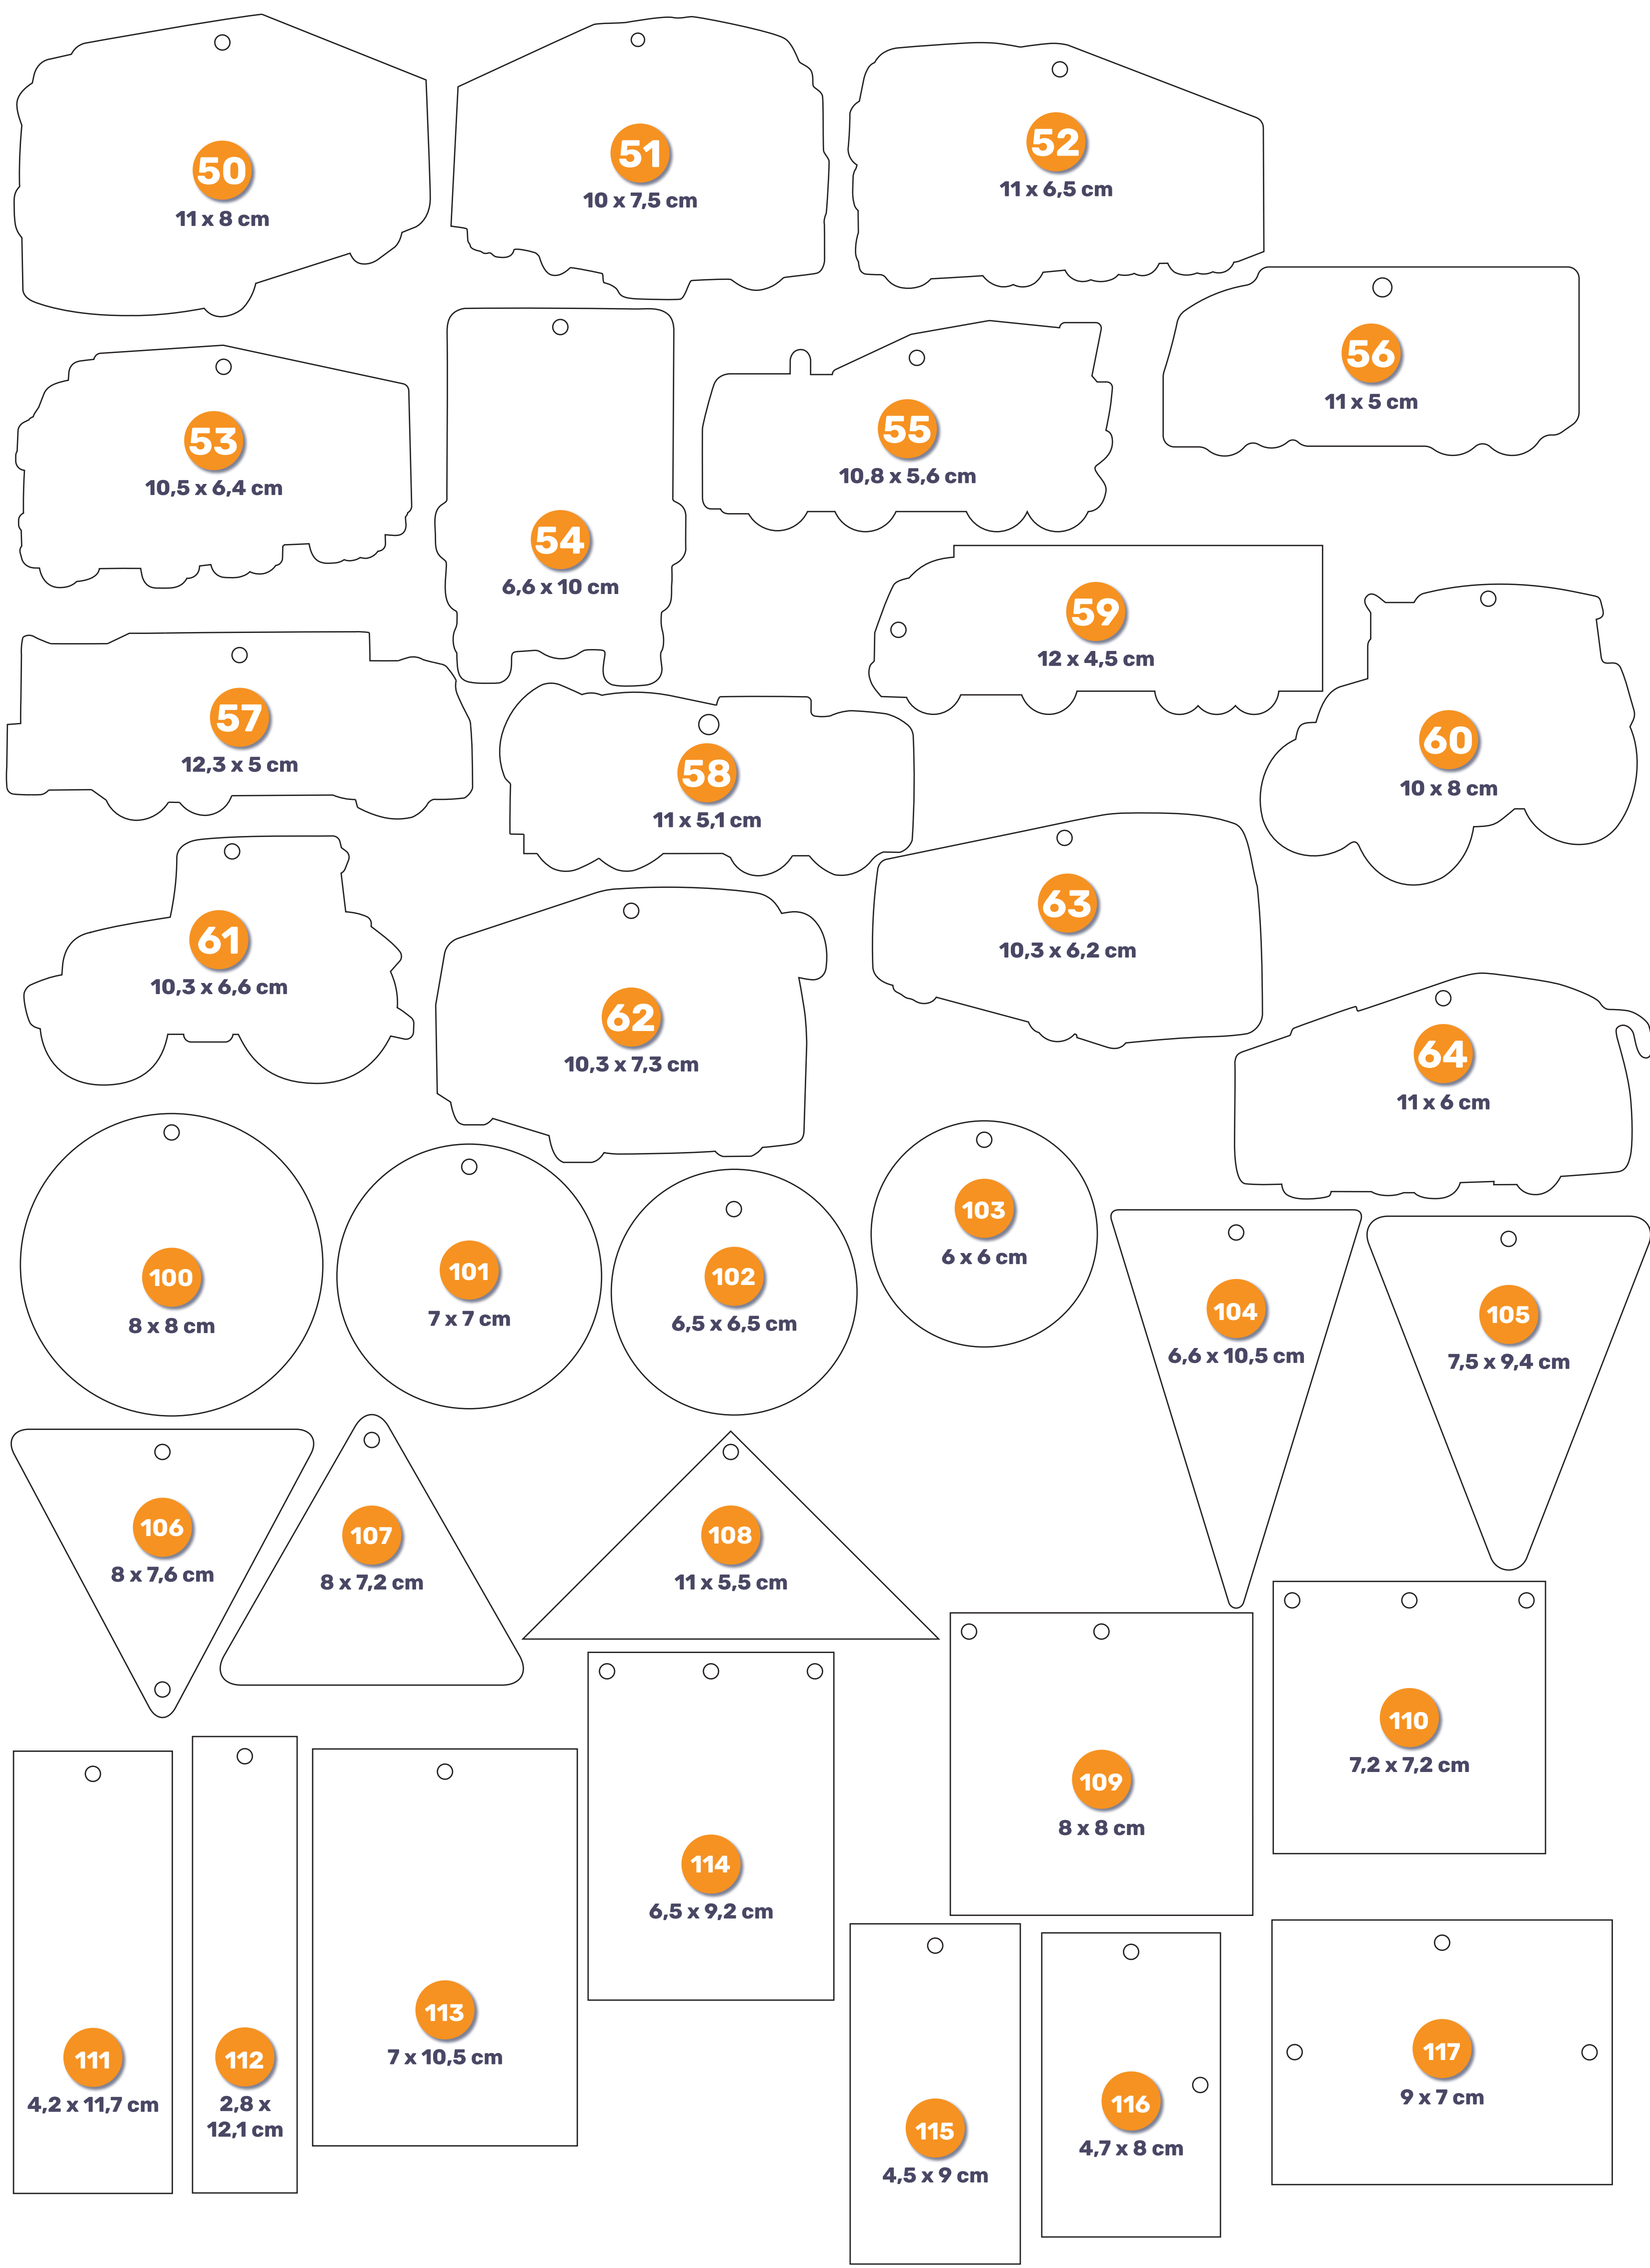 50
11 x 8 cm
51
10 x 7,5 cm
52
11 x 6,5 cm
53
10,5 x 6,4 cm
54
6,6 x 10 cm
55
10,8 x 5,6 cm
56
11 x 5 cm
57
12,3 x 5 cm
58
11 x 5,1 cm
59
12 x 4,5 cm
60
10 x 8 cm
61
10,3 x 6,6 cm
62
10,3 x 7,3 cm
63
10,3 x 6,2 cm
64
11 x 6 cm
100
8 x 8 cm
101
7 x 7 cm
102
6,5 x 6,5 cm
103
6 x 6 cm
104
6,6 x 10,5 cm
105
7,5 x 9,4 cm
106
8 x 7,6 cm
107
8 x 7,2 cm
108
11 x 5,5 cm
109
8 x 8 cm
110
7,2 x 7,2 cm
111
4,2 x 11,7 cm
112
2,8 x
12,1 cm
113
7 x 10,5 cm
114
6,5 x 9,2 cm
115
4,5 x 9 cm
116
4,7 x 8 cm
117
9 x 7 cm